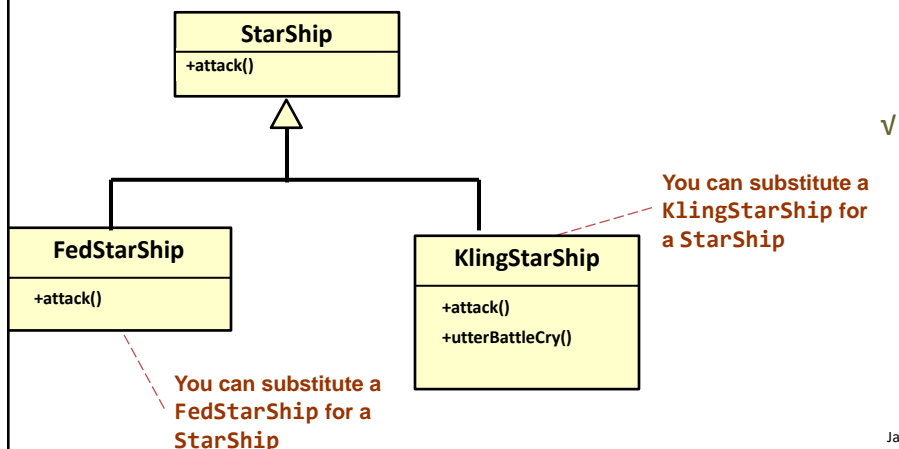 StarShip
+attack()
√
You can substitute a
KlingStarShip for
a StarShip
FedStarShip
+attack()
KlingStarShip
+attack()
+utterBattleCry()
You can substitute a
FedStarShip for a
StarShip
Ja